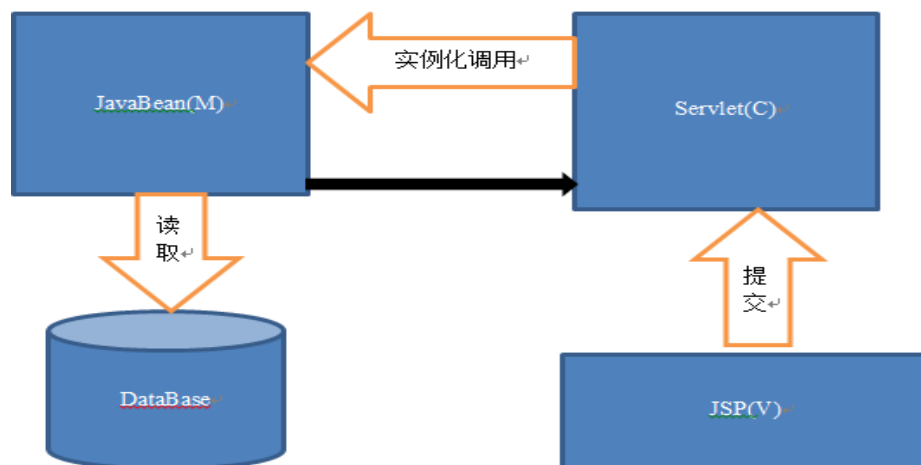 实例化调用
JavaBean(M)
Servlet(C)
读
取
提
交
DataBase
JSP(V)